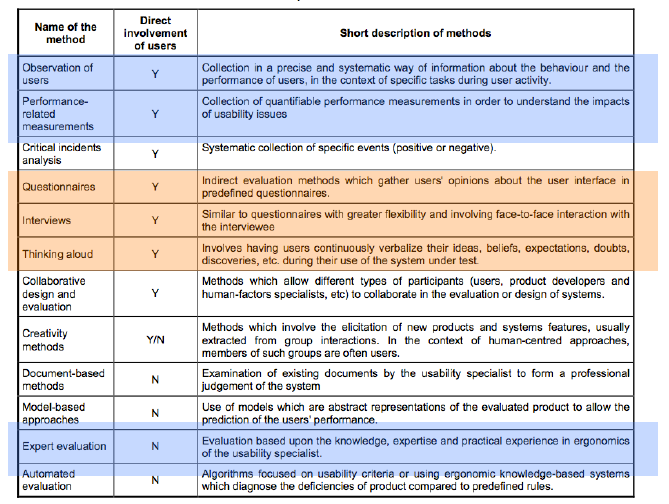 Name of the method
Direct involvement of users
Short description of methods
Observation of users
Y
Collection in a precise and systematic way of information about the behaviour and the
performance of users, in the context of specific tasks during user activity.
Performance-
related
measurements
Y
Collection of quantifiable performance measurements in order to understand the impacts
of usability issues
Critical incidents
analysis
Y
Systematic collection of specific events (positive or negative).
Questionnaires
Y
Indirect evaluation methods which gather users' opinions about the user interface in
predefined questionnaires.
Interviews
Y
Similar to questionnaires with greater flexibility and involving face-to-face interaction with
the interviewee
Thinking aloud
Y
Involves having users continuously verbalize their ideas, beliefs, expectations, doubts,
discoveries, etc. during their use of the system under test.
Collaborative
design and
evaluation
Y
Methods which allow different types of participants (users, product developers and
human-factors specialists, etc) to collaborate in the evaluation or design of systems.
Creativity
methods
Y/N
Methods which involve the elicitation of new products and systems features, usually
extracted from group interactions. In the context of human-centred approaches,
members of such groups are often users.
Document-based
methods
N
Examination of existing documents by the usability specialist to form a professional
judgement of the system
Model-based
approaches
N
Use of models which are abstract representations of the evaluated product to allow the
prediction of the users' performance.
Expert evaluation
N
Evaluation based upon the knowledge, expertise and practical experience in ergonomics
of the usability specialist.
Automated
evaluation
N
Algorithms focused on usability criteria or using ergonomic knowledge-based systems
which diagnose the deficiencies of product compared to predefined rules.